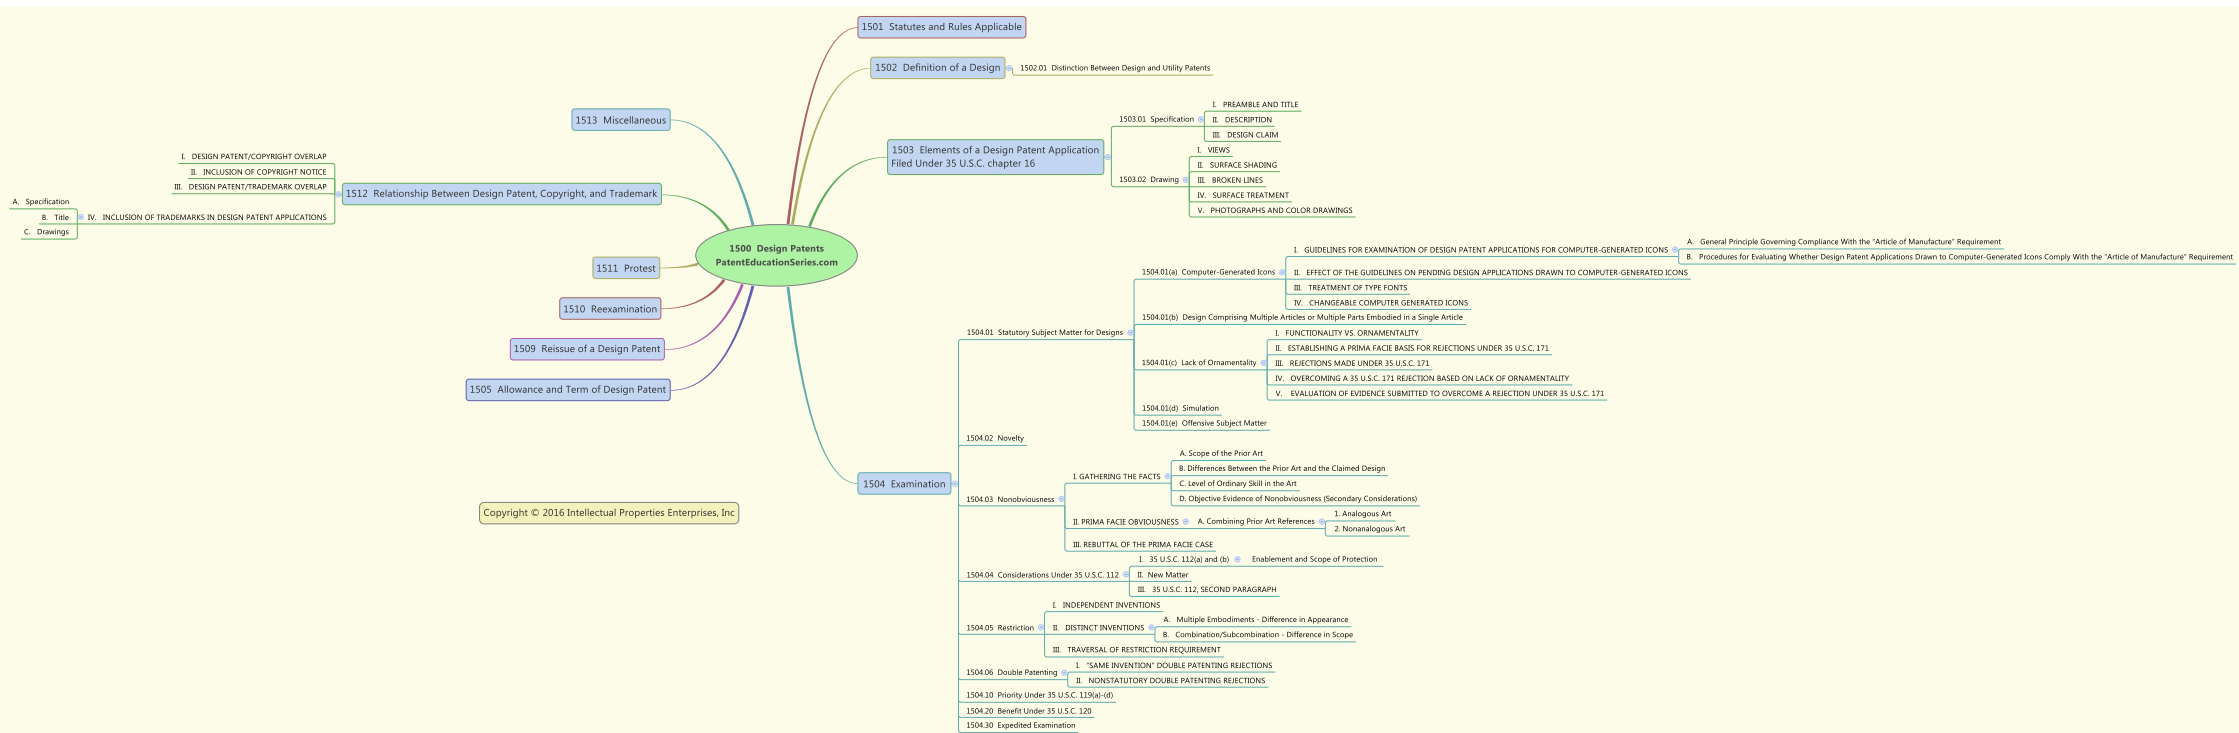 1500  Design Patents
PatentEducationSeries.com
1501  Statutes and Rules Applicable
1502  Definition of a Design
1502.01  Distinction Between Design and Utility Patents
1503  Elements of a Design Patent Application
Filed Under 35 U.S.C. chapter 16
1503.01  Specification
I.   PREAMBLE AND TITLE
II.   DESCRIPTION
III.   DESIGN CLAIM
1503.02  Drawing
I.   VIEWS
II.   SURFACE SHADING
III.   BROKEN LINES
IV.   SURFACE TREATMENT
V.   PHOTOGRAPHS AND COLOR DRAWINGS
1504  Examination
1504.01  Statutory Subject Matter for Designs
1504.01(a)  Computer-Generated Icons
I.   GUIDELINES FOR EXAMINATION OF DESIGN PATENT APPLICATIONS FOR COMPUTER-GENERATED ICONS
A.   General Principle Governing Compliance With the "Article of Manufacture" Requirement
B.   Procedures for Evaluating Whether Design Patent Applications Drawn to Computer-Generated Icons Comply With the "Article of Manufacture" Requirement
II.   EFFECT OF THE GUIDELINES ON PENDING DESIGN APPLICATIONS DRAWN TO COMPUTER-GENERATED ICONS
III.   TREATMENT OF TYPE FONTS
IV.   CHANGEABLE COMPUTER GENERATED ICONS
1504.01(b)  Design Comprising Multiple Articles or Multiple Parts Embodied in a Single Article
1504.01(c)  Lack of Ornamentality
I.   FUNCTIONALITY VS. ORNAMENTALITY
II.   ESTABLISHING A PRIMA FACIE BASIS FOR REJECTIONS UNDER 35 U.S.C. 171
III.   REJECTIONS MADE UNDER 35 U.S.C. 171
IV.   OVERCOMING A 35 U.S.C. 171 REJECTION BASED ON LACK OF ORNAMENTALITY
V.   EVALUATION OF EVIDENCE SUBMITTED TO OVERCOME A REJECTION UNDER 35 U.S.C. 171
1504.01(d)  Simulation
1504.01(e)  Offensive Subject Matter
1504.02  Novelty
1504.03  Nonobviousness
I. GATHERING THE FACTS
A. Scope of the Prior Art
B. Differences Between the Prior Art and the Claimed Design
C. Level of Ordinary Skill in the Art
D. Objective Evidence of Nonobviousness (Secondary Considerations)
II. PRIMA FACIE OBVIOUSNESS
A. Combining Prior Art References
1. Analogous Art
2. Nonanalogous Art
III. REBUTTAL OF THE PRIMA FACIE CASE
1504.04  Considerations Under 35 U.S.C. 112
I.   35 U.S.C. 112(a) and (b)
Enablement and Scope of Protection
II.  New Matter
III.   35 U.S.C. 112, SECOND PARAGRAPH
1504.05  Restriction
I.   INDEPENDENT INVENTIONS
II.   DISTINCT INVENTIONS
A.   Multiple Embodiments - Difference in Appearance
B.   Combination/Subcombination - Difference in Scope
III.   TRAVERSAL OF RESTRICTION REQUIREMENT
1504.06  Double Patenting
I.   "SAME INVENTION" DOUBLE PATENTING REJECTIONS
II.   NONSTATUTORY DOUBLE PATENTING REJECTIONS
1504.10  Priority Under 35 U.S.C. 119(a)-(d)
1504.20  Benefit Under 35 U.S.C. 120
1504.30  Expedited Examination
1505  Allowance and Term of Design Patent
1509  Reissue of a Design Patent
1510  Reexamination
1511  Protest
1512  Relationship Between Design Patent, Copyright, and Trademark
I.   DESIGN PATENT/COPYRIGHT OVERLAP
II.   INCLUSION OF COPYRIGHT NOTICE
III.   DESIGN PATENT/TRADEMARK OVERLAP
IV.   INCLUSION OF TRADEMARKS IN DESIGN PATENT APPLICATIONS
A.   Specification
B.   Title
C.   Drawings
1513  Miscellaneous
Copyright © 2016 Intellectual Properties Enterprises, Inc